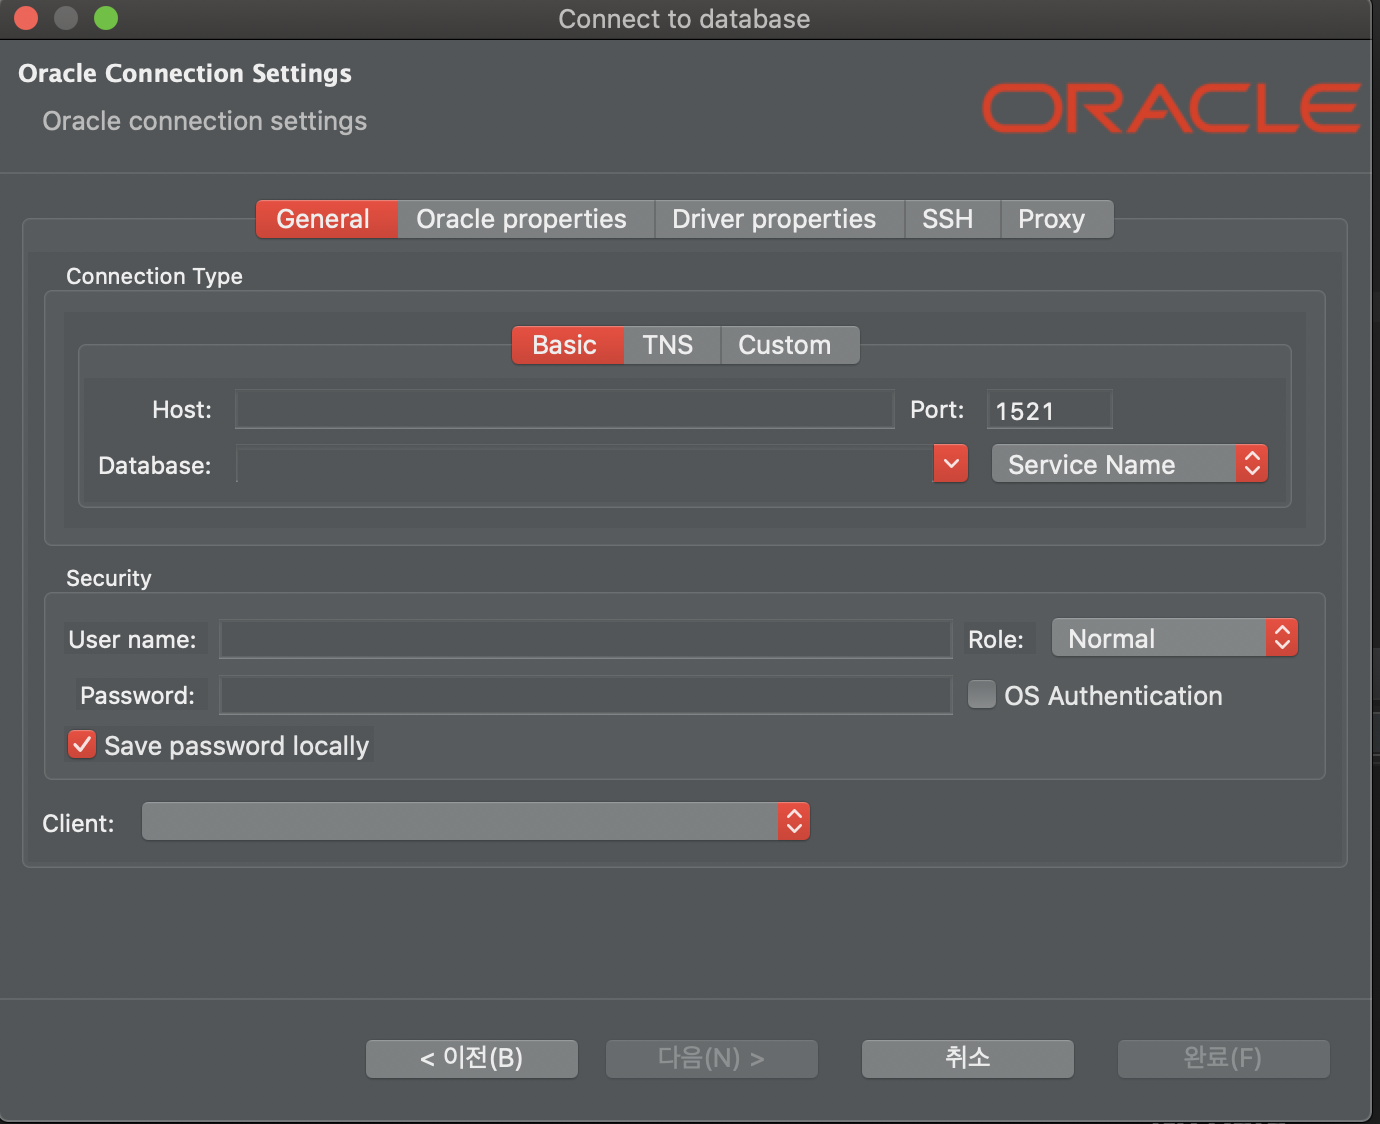 Connect to database
Oracle Connection Settings
Oracle connection settings
ORACLE
General Oracle properties Driver properties SSH Proxy
Connection Type
Basic TNS Custom
Host: Port: 1521
Database: Service Name
Security
User name: Role: Normal
Password: OS Authentication
Save password locally
Client:
< 이전(B) 다음(N) > 취소 완료(F)